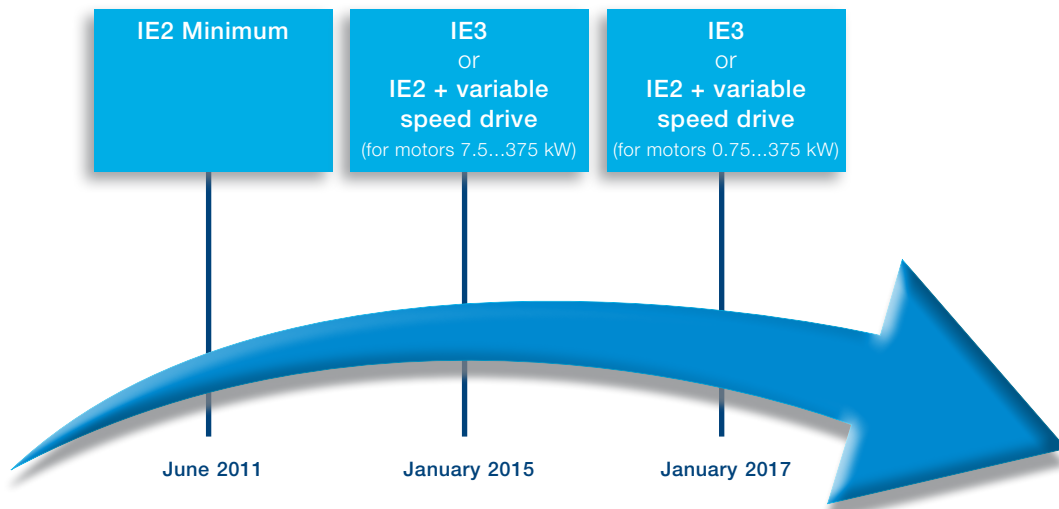 IE2 Minimum
IE3
or
IE2 + variable
speed drive
(for motors 7.5...375 kW)
IE3
or
IE2 + variable
speed drive
(for motors 0.75...375 kW)
June 2011
January 2015
January 2017